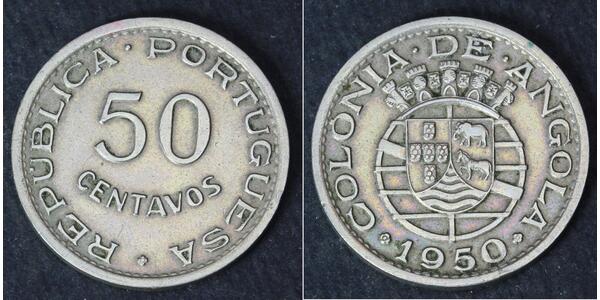 REPUBLICA · PORTUGUESA
50
CENTAVOS
COLONIA · DE · ANGOLA
1950